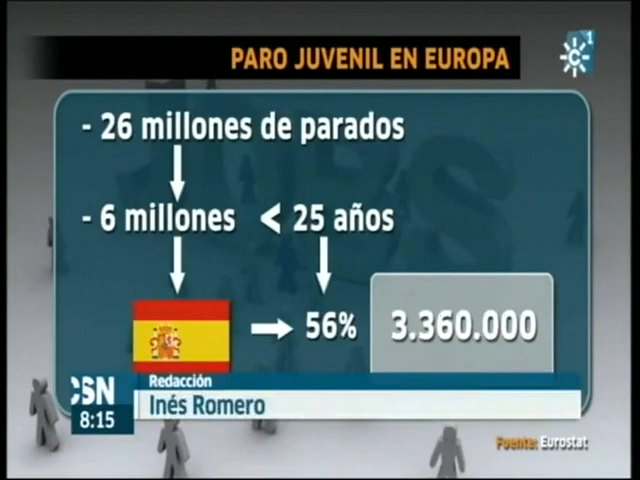 PARO JUVENIL EN EUROPA
1
- 26 millones de parados
- 6 millones < 25 años
56%
3.360.000
CSN
Redacción
8:15
Inés Romero
Fuente: Eurostat